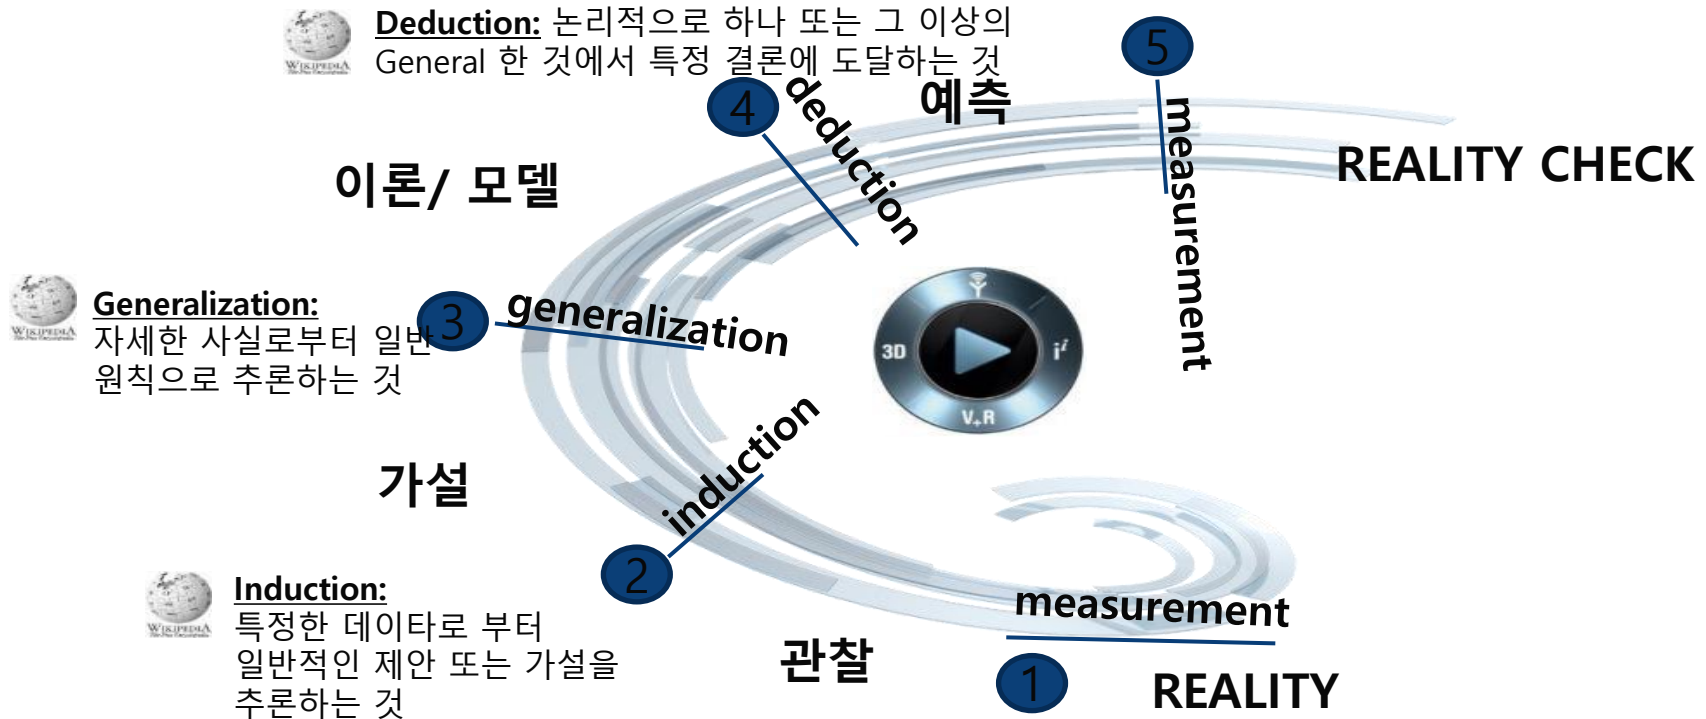 Deduction: 논리적으로 하나 또는 그 이상의
General 한 것에서 특정 결론에 도달하는 것
WIKIPEDIA
5
4
deduction
예측
measurement
REALITY CHECK
이론/ 모델
WIKIPEDIA
Generalization:
자세한 사실로부터 일반
원칙으로 추론하는 것
3
generalization
3D
V+R
가설
induction
2
WIKIPEDIA
Induction:
특정한 데이타로 부터
일반적인 제안 또는 가설을
추론하는 것
관찰
measurement
1
REALITY